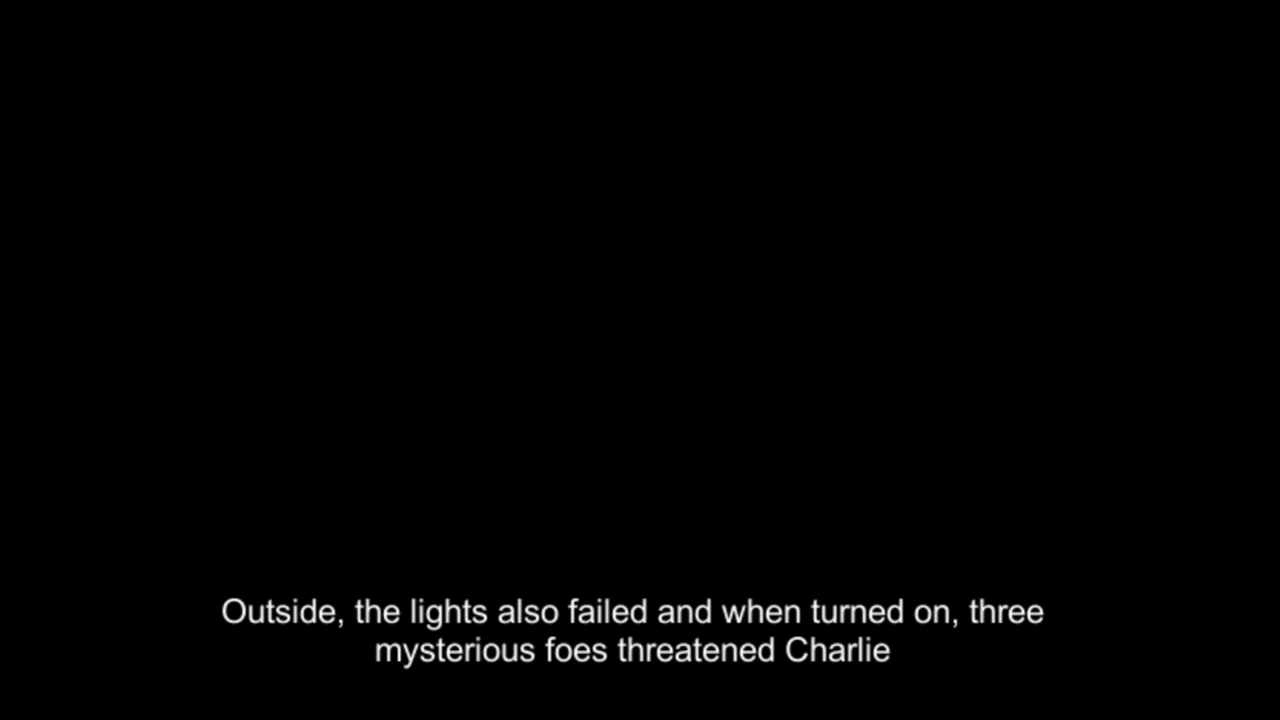 Outside, the lights also failed and when turned on, three
mysterious foes threatened Charlie